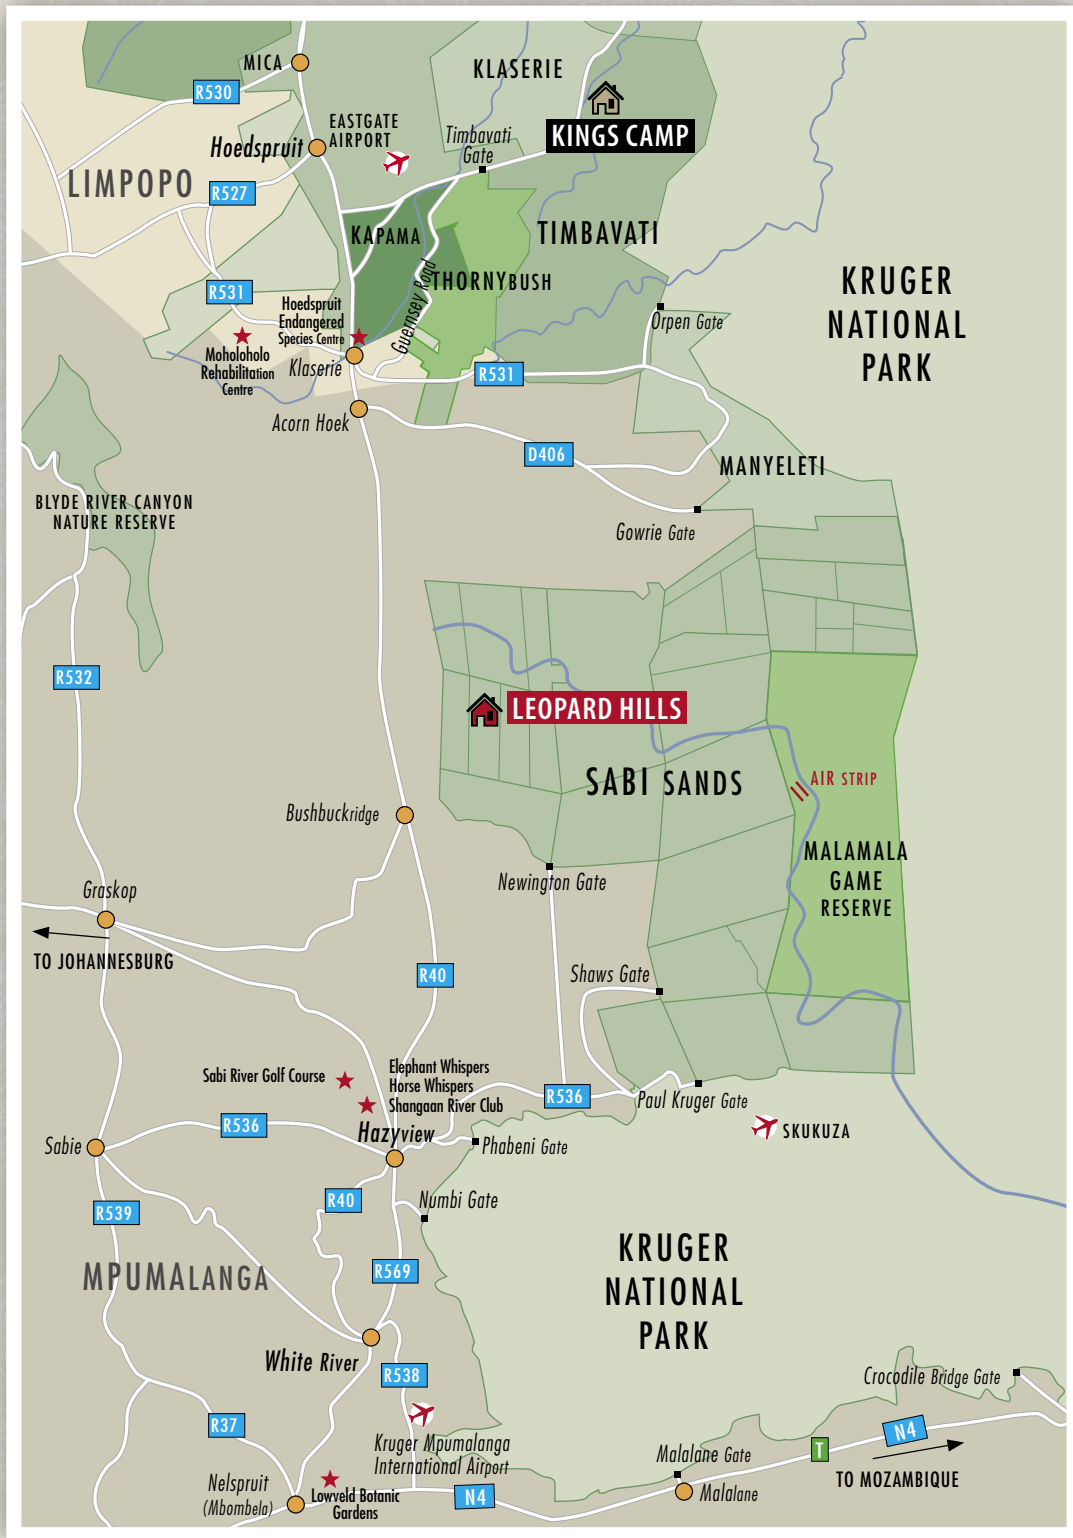 MICA
KLASERIE
R530
EASTGATE
AIRPORT
Timbavati
Gate
KINGS CAMP
Hoedspruit
LIMPOPO
R527
KAPAMA
TIMBAVATI
THORNYBUSH
Guernsey Road
KRUGER
NATIONAL
PARK
R531
Hoedspruit
Endangered
Species Centre
Orpen Gate
Moholoholo
Rehabilitation
Centre
Klaserie
R531
Acorn Hoek
D406
MANYELETI
BLYDE RIVER CANYON
NATURE RESERVE
Gowrie Gate
R532
LEOPARD HILLS
SABI SANDS
AIR STRIP
Bushbuckridge
MALAMALA
GAME
RESERVE
Newington Gate
Graskop
TO JOHANNESBURG
R40
Shaws Gate
Sabi River Golf Course
Elephant Whispers
Horse Whispers
Shangaan River Club
R536
Paul Kruger Gate
R536
Hazyview
SKUKUZA
Sabie
Phabeni Gate
R539
R40
Numbi Gate
MPUMALANGA
R569
KRUGER
NATIONAL
PARK
White River
R538
Crocodile Bridge Gate
R37
Kruger Mpumalanga
International Airport
N4
Malalane Gate
T
TO MOZAMBIQUE
Nelspruit
(Mbombela)
Lowveld Botanic
Gardens
N4
Malalane